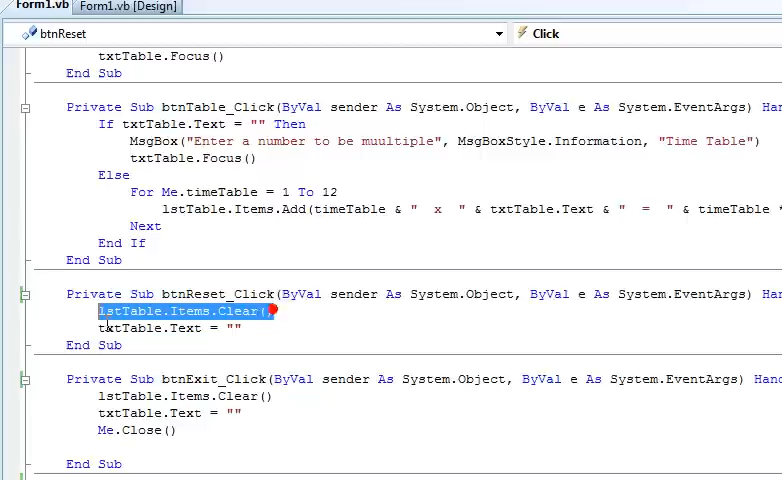 Form1.vb Form1.vb [Design]
btnReset Click
txtTable.Focus()
End Sub
Private Sub btnTable_Click(ByVal sender As System.Object, ByVal e As System.EventArgs) Han
If txtTable.Text = "" Then
MsgBox("Enter a number to be muultiple", MsgBoxStyle.Information, "Time Table")
txtTable.Focus()
Else
For Me.timeTable = 1 To 12
lstTable.Items.Add(timeTable & "  x  " & txtTable.Text & "  =  " & timeTable *
Next
End If
End Sub
Private Sub btnReset_Click(ByVal sender As System.Object, ByVal e As System.EventArgs) Han
lstTable.Items.Clear()
txtTable.Text = ""
End Sub
Private Sub btnExit_Click(ByVal sender As System.Object, ByVal e As System.EventArgs) Hand
lstTable.Items.Clear()
txtTable.Text = ""
Me.Close()
End Sub